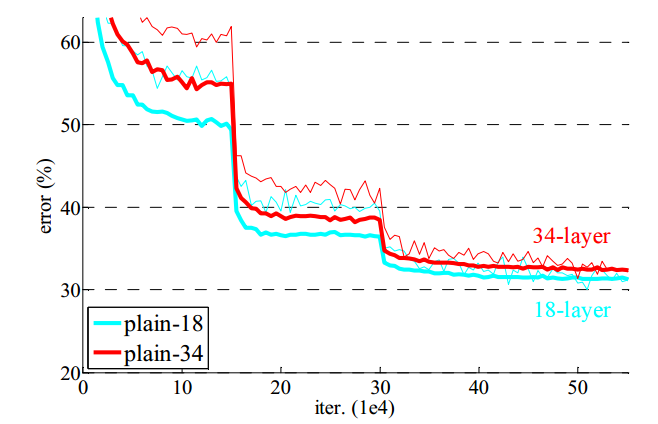 60
50
40
30
20
error (%)
34-layer
18-layer
plain-18
plain-34
0 10 20 30 40 50
iter. (1e4)